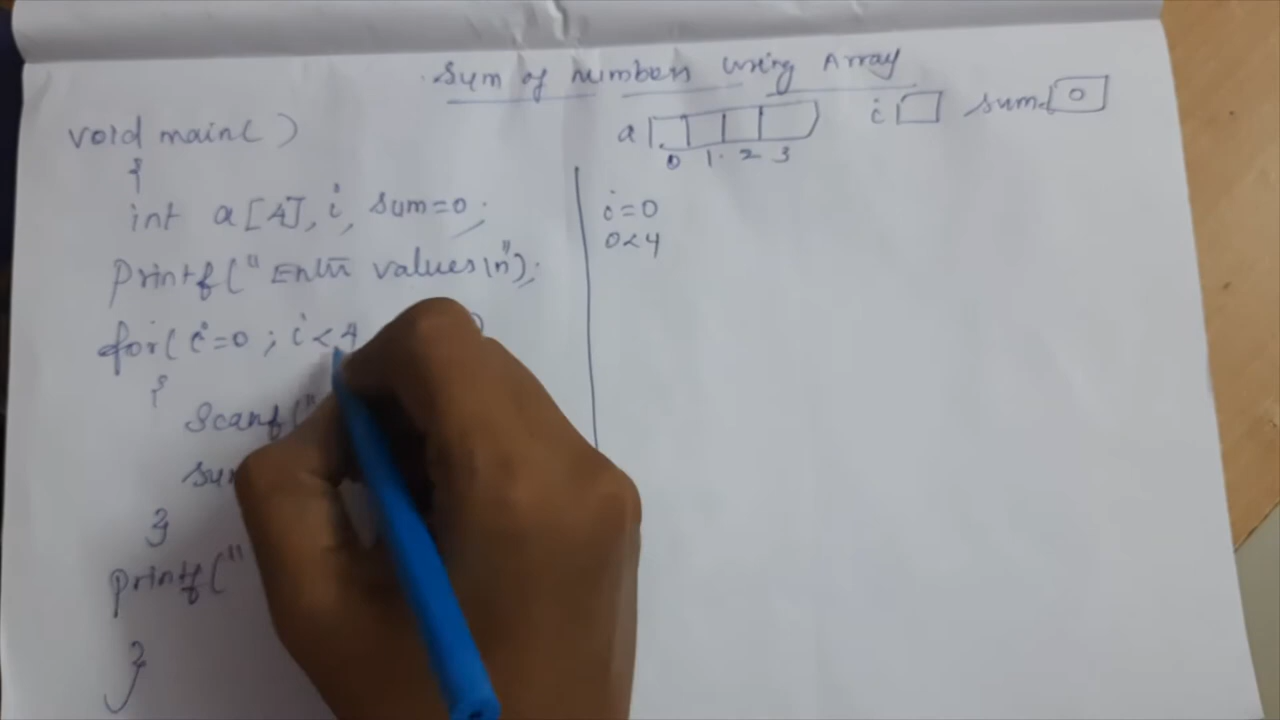 Sum of numbers using Array
a i sum 0
0 1 2 3
void main( )
{
int a[4], i, sum=0;
printf("Enter values\n");
for( i=0 ; i<4
{
Scanf("
}
printf("
}
i=0
0<4